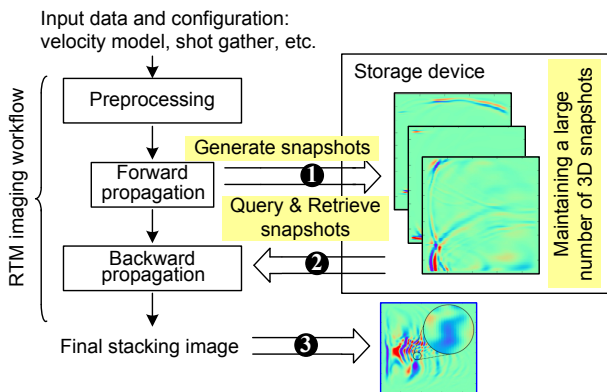 Input data and configuration:
velocity model, shot gather, etc.
Storage device
Preprocessing
Generate snapshots
Forward
propagation
1
Query & Retrieve
snapshots
Backward
propagation
2
Final stacking image
3
RTM imaging workflow
Maintaining a large
number of 3D snapshots